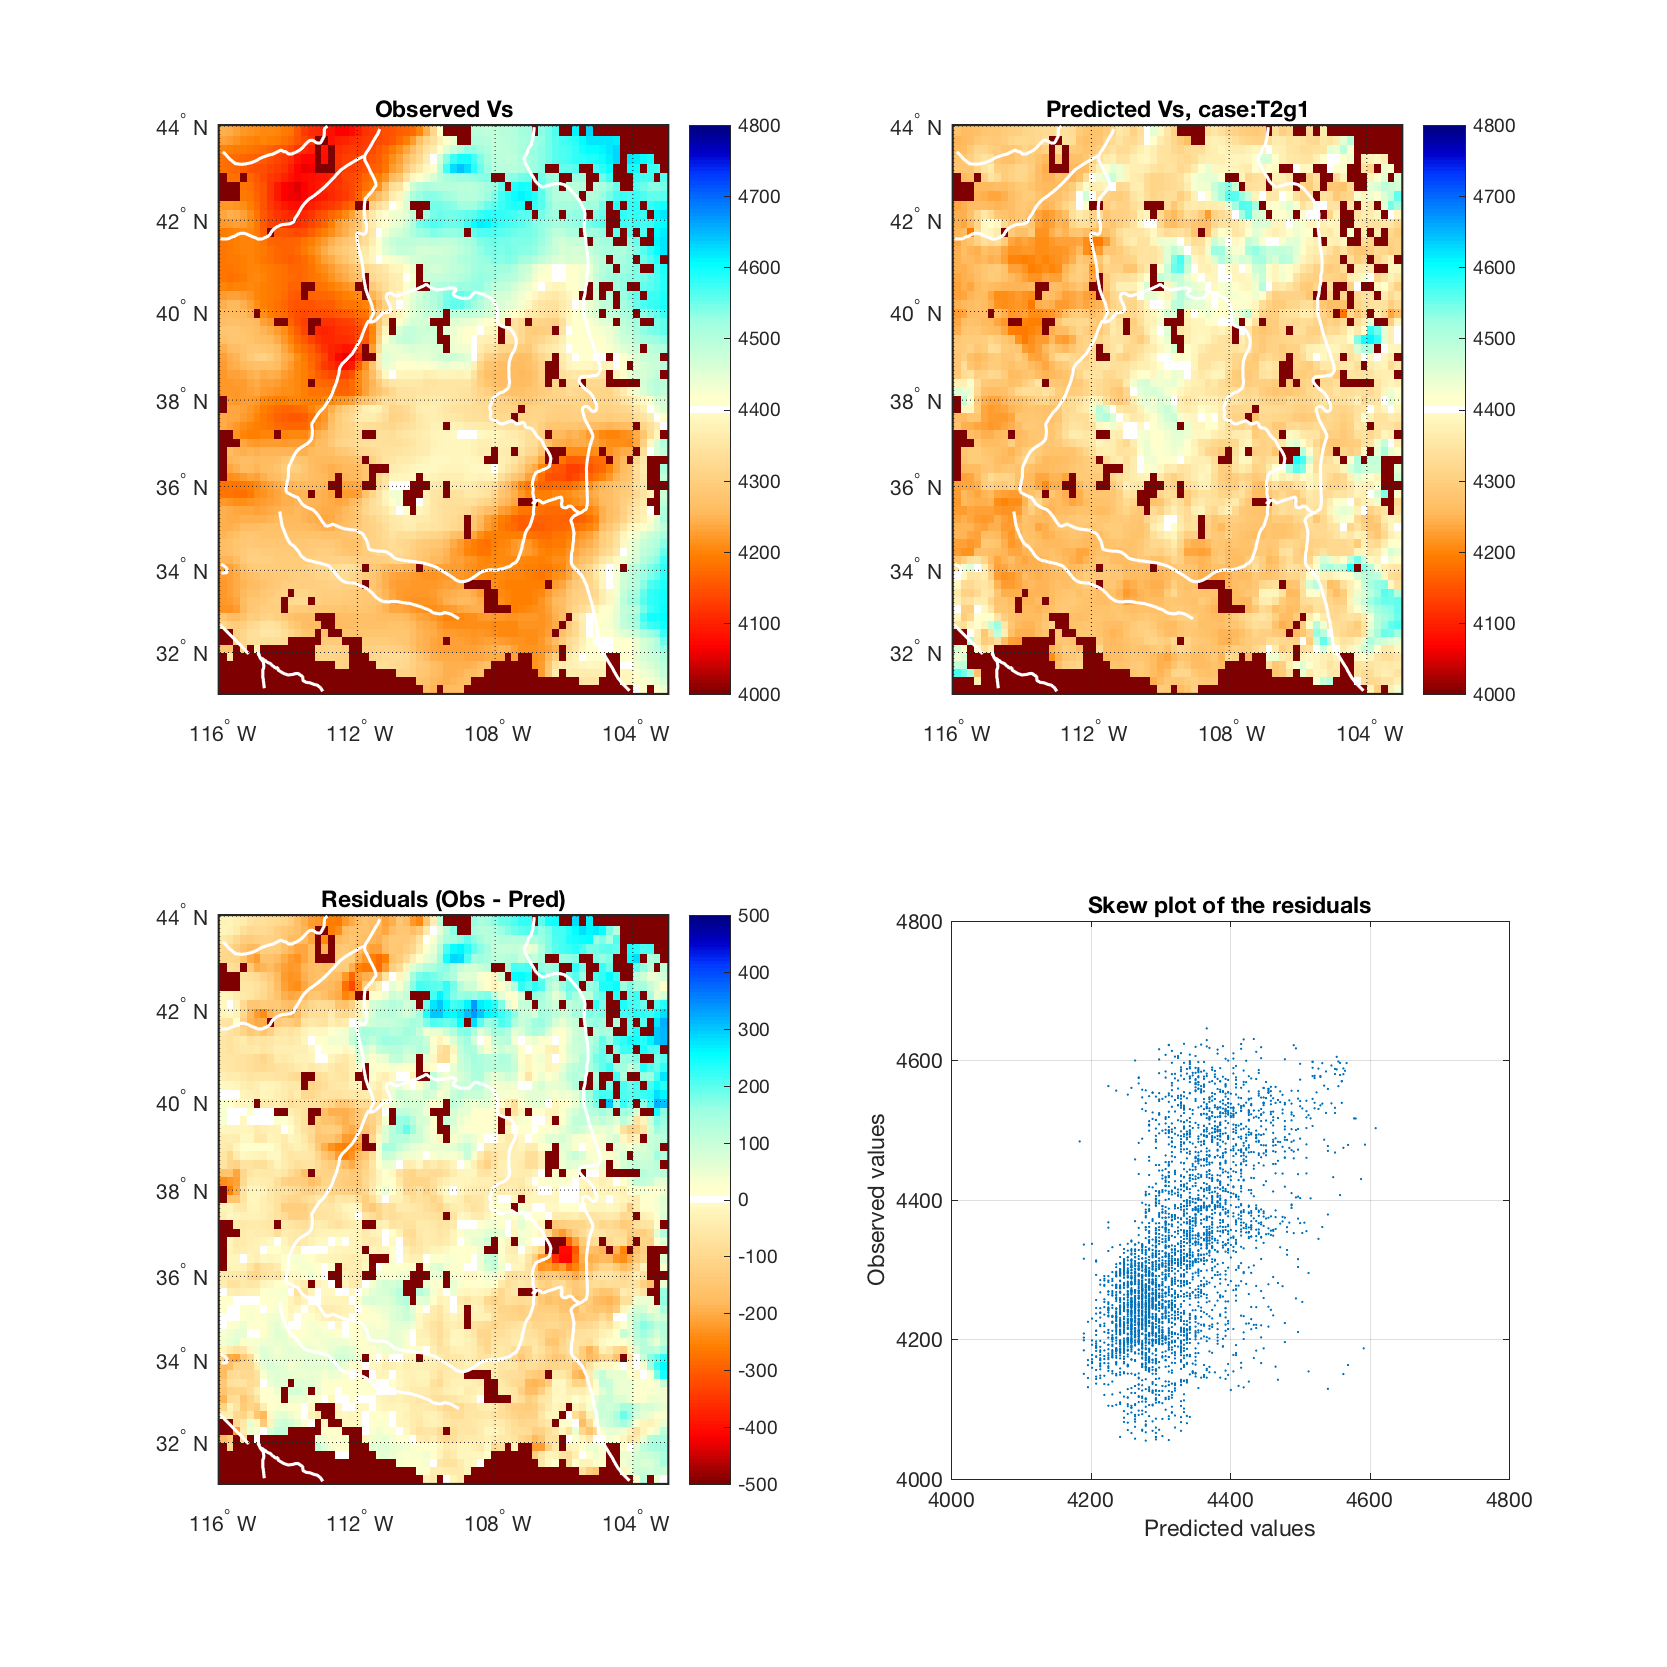 Observed Vs
44° N
42° N
40° N
38° N
36° N
34° N
32° N
116° W
112° W
108° W
104° W
4800
4700
4600
4500
4400
4300
4200
4100
4000
Predicted Vs, case:T2g1
44° N
42° N
40° N
38° N
36° N
34° N
32° N
116° W
112° W
108° W
104° W
4800
4700
4600
4500
4400
4300
4200
4100
4000
Residuals (Obs - Pred)
44° N
42° N
40° N
38° N
36° N
34° N
32° N
116° W
112° W
108° W
104° W
500
400
300
200
100
0
-100
-200
-300
-400
-500
Skew plot of the residuals
Observed values
4800
4600
4400
4200
4000
4000
4200
4400
4600
4800
Predicted values